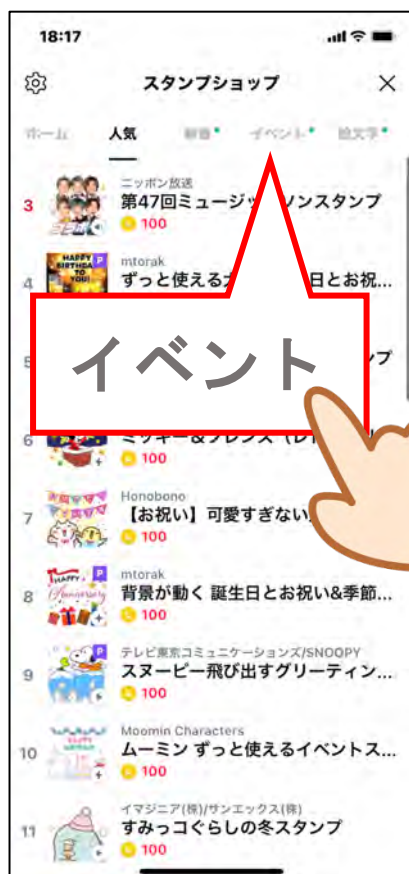 18:17
スタンプショップ
ホーム 人気 新着 イベント 絵文字
ニッポン放送
3 第47回ミュージックソンスタンプ
100
mtorak
4 HAPPY BIRTHDAY TO YOU! ずっと使える 日とお祝...
イベント
5 プ
6 ミッキー&フレンズ
100
Honobono
7 【お祝い】可愛すぎない
100
mtorak
8 HAPPY Anniversary 背景が動く 誕生日とお祝い&季節...
100
テレビ東京コミュニケーションズ/SNOOPY
9 スヌーピー飛び出すグリーティン...
100
Moomin Characters
10 ムーミン ずっと使えるイベントス...
100
イマジニア(株)/サンエックス(株)
11 すみっコぐらしの冬スタンプ
100